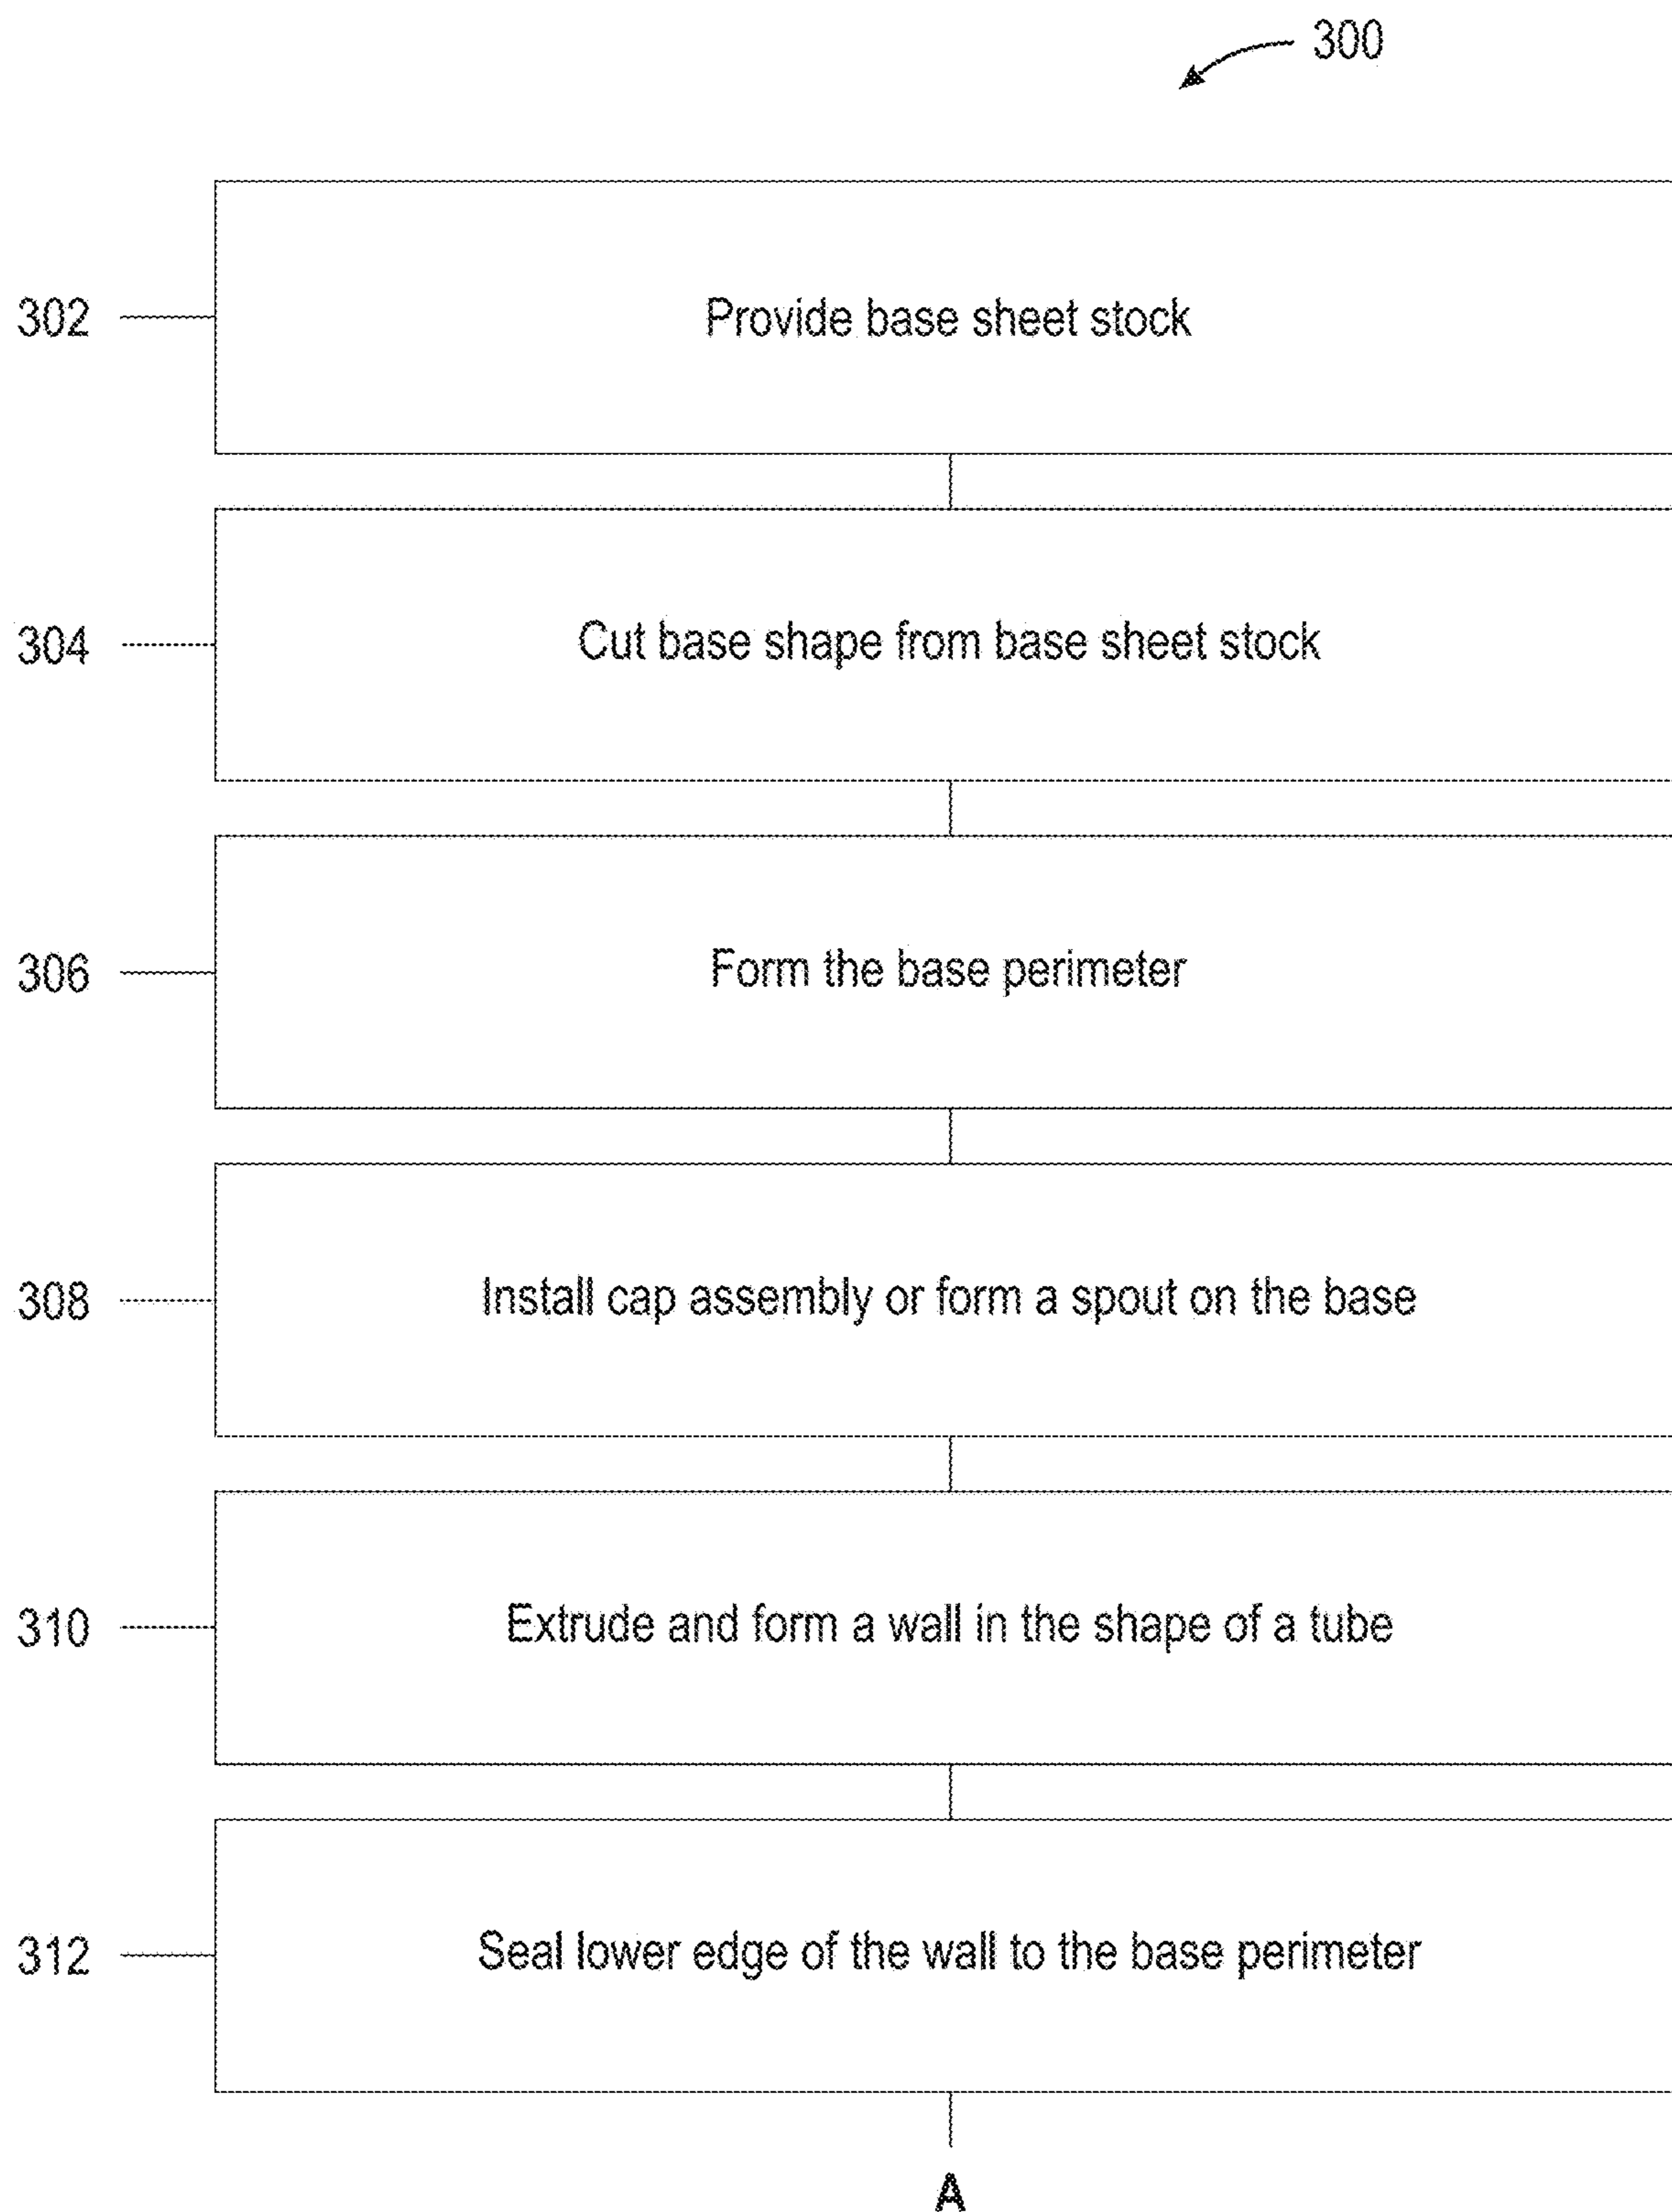 300
302 Provide base sheet stock
304 Cut base shape from base sheet stock
306 Form the base perimeter
308 Install cap assembly or form a spout on the base
310 Extrude and form a wall in the shape of a tube
312 Seal lower edge of the wall to the base perimeter
A